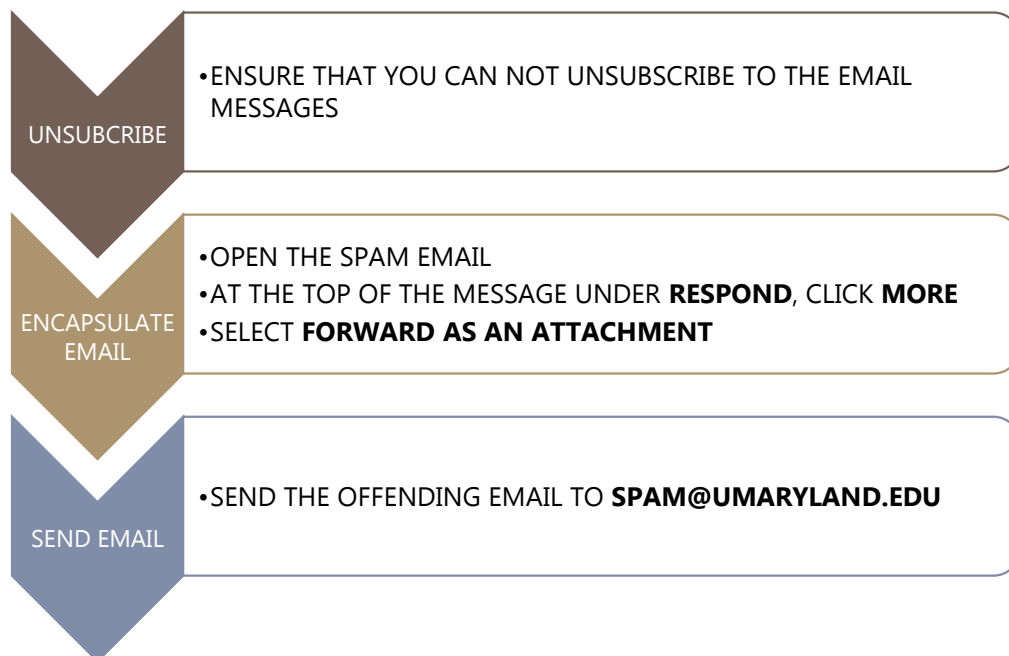 UNSUBCRIBE
•ENSURE THAT YOU CAN NOT UNSUBSCRIBE TO THE EMAIL
MESSAGES
ENCAPSULATE
EMAIL
•OPEN THE SPAM EMAIL
•AT THE TOP OF THE MESSAGE UNDER RESPOND, CLICK MORE
•SELECT FORWARD AS AN ATTACHMENT
SEND EMAIL
•SEND THE OFFENDING EMAIL TO SPAM@UMARYLAND.EDU